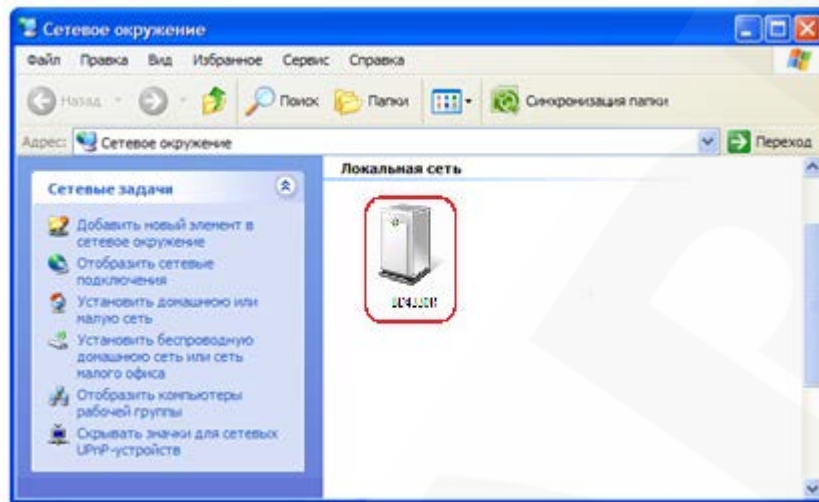 Сетевое окружение
Файл Правка Вид Избранное Сервис Справка
Назад Поиск Папки Синхронизация папки
Адрес: Сетевое окружение Переход
Локальная сеть
Сетевые задачи
Добавить новый элемент в
сетевое окружение
Отобразить сетевые
подключения
Установить домашнюю или
малую сеть
Установить беспроводную
домашнюю сеть или сеть
малого офиса
Отобразить компьютеры
рабочей группы
Скрывать значки для сетевых
UPnP-устройств